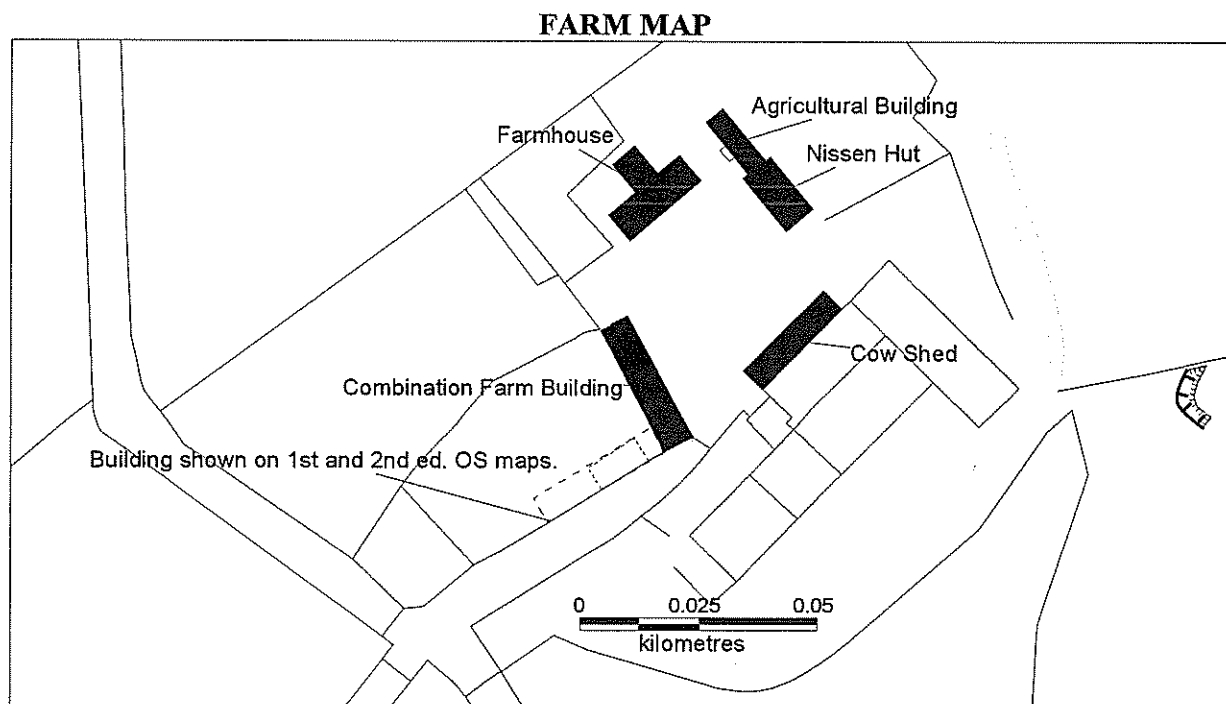 FARM MAP
Agricultural Building
Farmhouse
Nissen Hut
Cow Shed
Combination Farm Building
Building shown on 1st and 2nd ed. OS maps.
0 0.025 0.05
kilometres